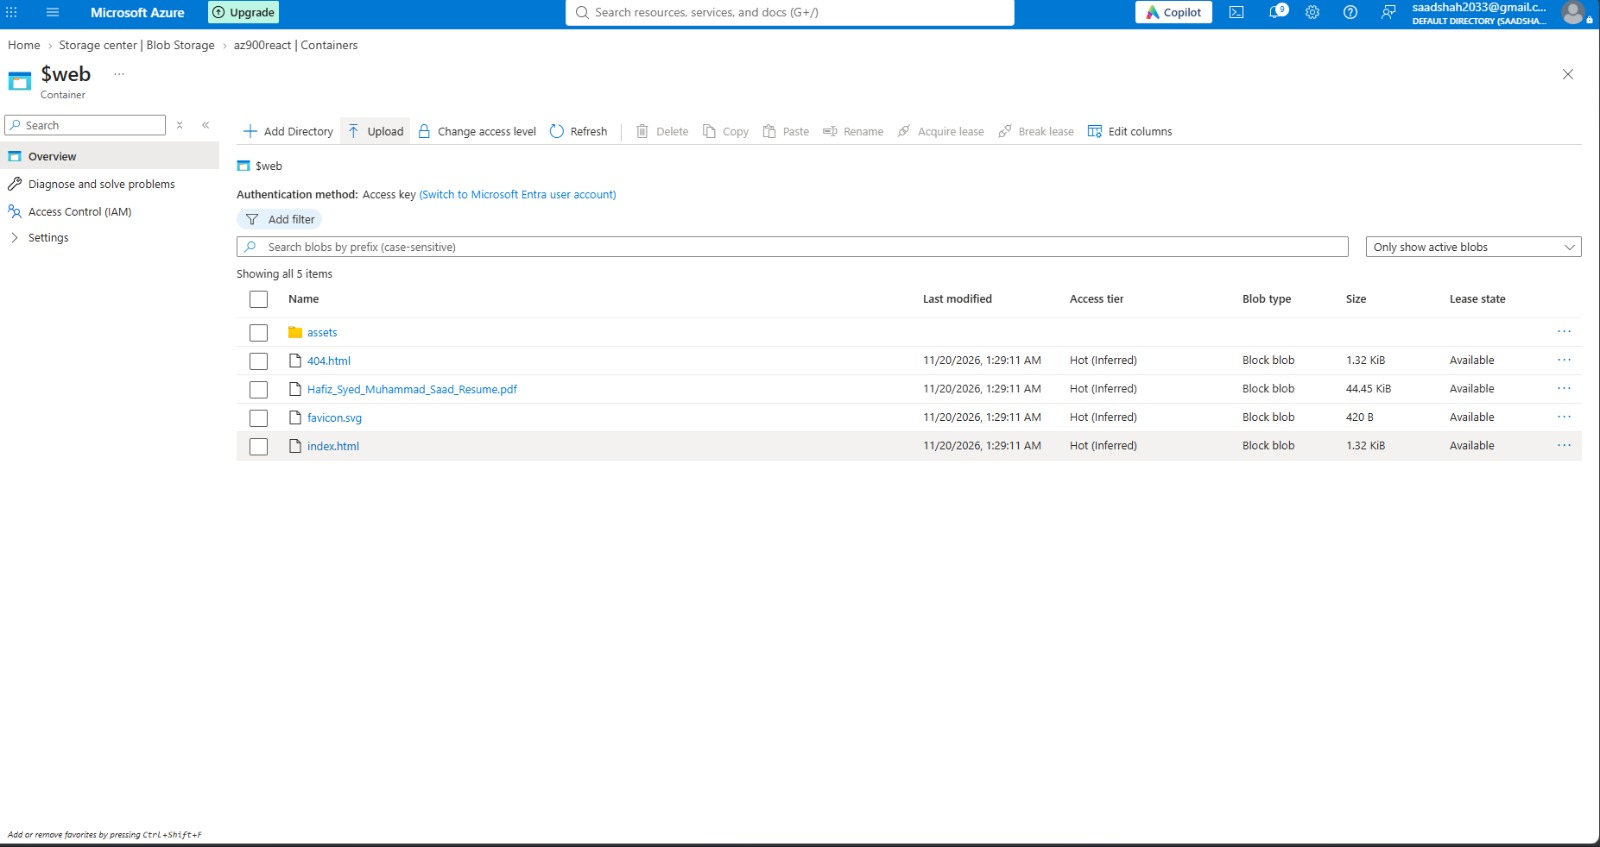 Microsoft Azure Upgrade Search resources, services, and docs (G+/) Copilot 9 saadshah2033@gmail.c...
DEFAULT DIRECTORY (SAADSHA...
Home > Storage center | Blob Storage > az900react | Containers
$web ...
Container
Search
Add Directory Upload Change access level Refresh Delete Copy Paste Rename Acquire lease Break lease Edit columns
Overview
Diagnose and solve problems
Access Control (IAM)
Settings
$web
Authentication method: Access key (Switch to Microsoft Entra user account)
Add filter
Search blobs by prefix (case-sensitive) Only show active blobs
Showing all 5 items
Name Last modified Access tier Blob type Size Lease state
assets ...
404.html 11/20/2026, 1:29:11 AM Hot (Inferred) Block blob 1.32 KiB Available ...
Hafiz_Syed_Muhammad_Saad_Resume.pdf 11/20/2026, 1:29:11 AM Hot (Inferred) Block blob 44.45 KiB Available ...
favicon.svg 11/20/2026, 1:29:11 AM Hot (Inferred) Block blob 420 B Available ...
index.html 11/20/2026, 1:29:11 AM Hot (Inferred) Block blob 1.32 KiB Available ...
Add or remove favorites by pressing Ctrl+Shift+F